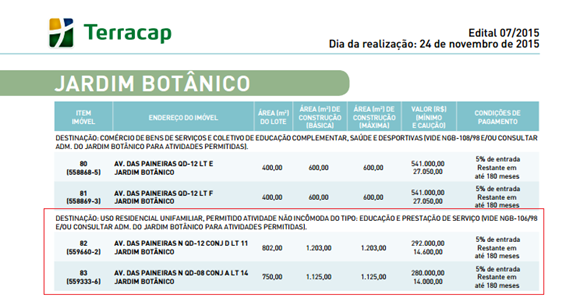 Terracap
Edital 07/2015
Dia da realização: 24 de novembro de 2015
JARDIM BOTÂNICO
ITEM IMÓVEL ENDEREÇO DO IMÓVEL ÁREA (m²) DO LOTE ÁREA (m²) DE CONSTRUÇÃO (BÁSICA) ÁREA (m²) DE CONSTRUÇÃO (MÁXIMA) VALOR (R$) (MÍNIMO E CAUÇÃO) CONDIÇÕES DE PAGAMENTO
DESTINAÇÃO: COMÉRCIO DE BENS DE SERVIÇOS E COLETIVO DE EDUCAÇÃO COMPLEMENTAR, SAÚDE E DESPORTIVAS (VIDE NGB-108/98 E/OU CONSULTAR
ADM. DO JARDIM BOTÂNICO PARA ATIVIDADES PERMITIDAS).
80 (558868-5) AV. DAS PAINEIRAS QD-12 LT E JARDIM BOTÂNICO 400,00 600,00 600,00 541.000,00 27.050,00 5% de entrada Restante em até 180 meses
81 (558869-3) AV. DAS PAINEIRAS QD-12 LT F JARDIM BOTÂNICO 400,00 600,00 600,00 541.000,00 27.050,00 5% de entrada Restante em até 180 meses
DESTINAÇÃO: USO RESIDENCIAL UNIFAMILIAR, PERMITIDO ATIVIDADE NÃO INCÔMODA DO TIPO: EDUCAÇÃO E PRESTAÇÃO DE SERVIÇO (VIDE NGB-106/98
E/OU CONSULTAR ADM. DO JARDIM BOTÂNICO PARA ATIVIDADES PERMITIDAS).
82 (559660-2) AV. DAS PAINEIRAS N QD-12 CONJ D LT 11 JARDIM BOTÂNICO 802,00 1.203,00 1.203,00 292.000,00 14.600,00 5% de entrada Restante em até 180 meses
83 (559333-6) AV. DAS PAINEIRAS N QD-08 CONJ A LT 14 JARDIM BOTÂNICO 750,00 1.125,00 1.125,00 280.000,00 14.000,00 5% de entrada Restante em até 180 meses